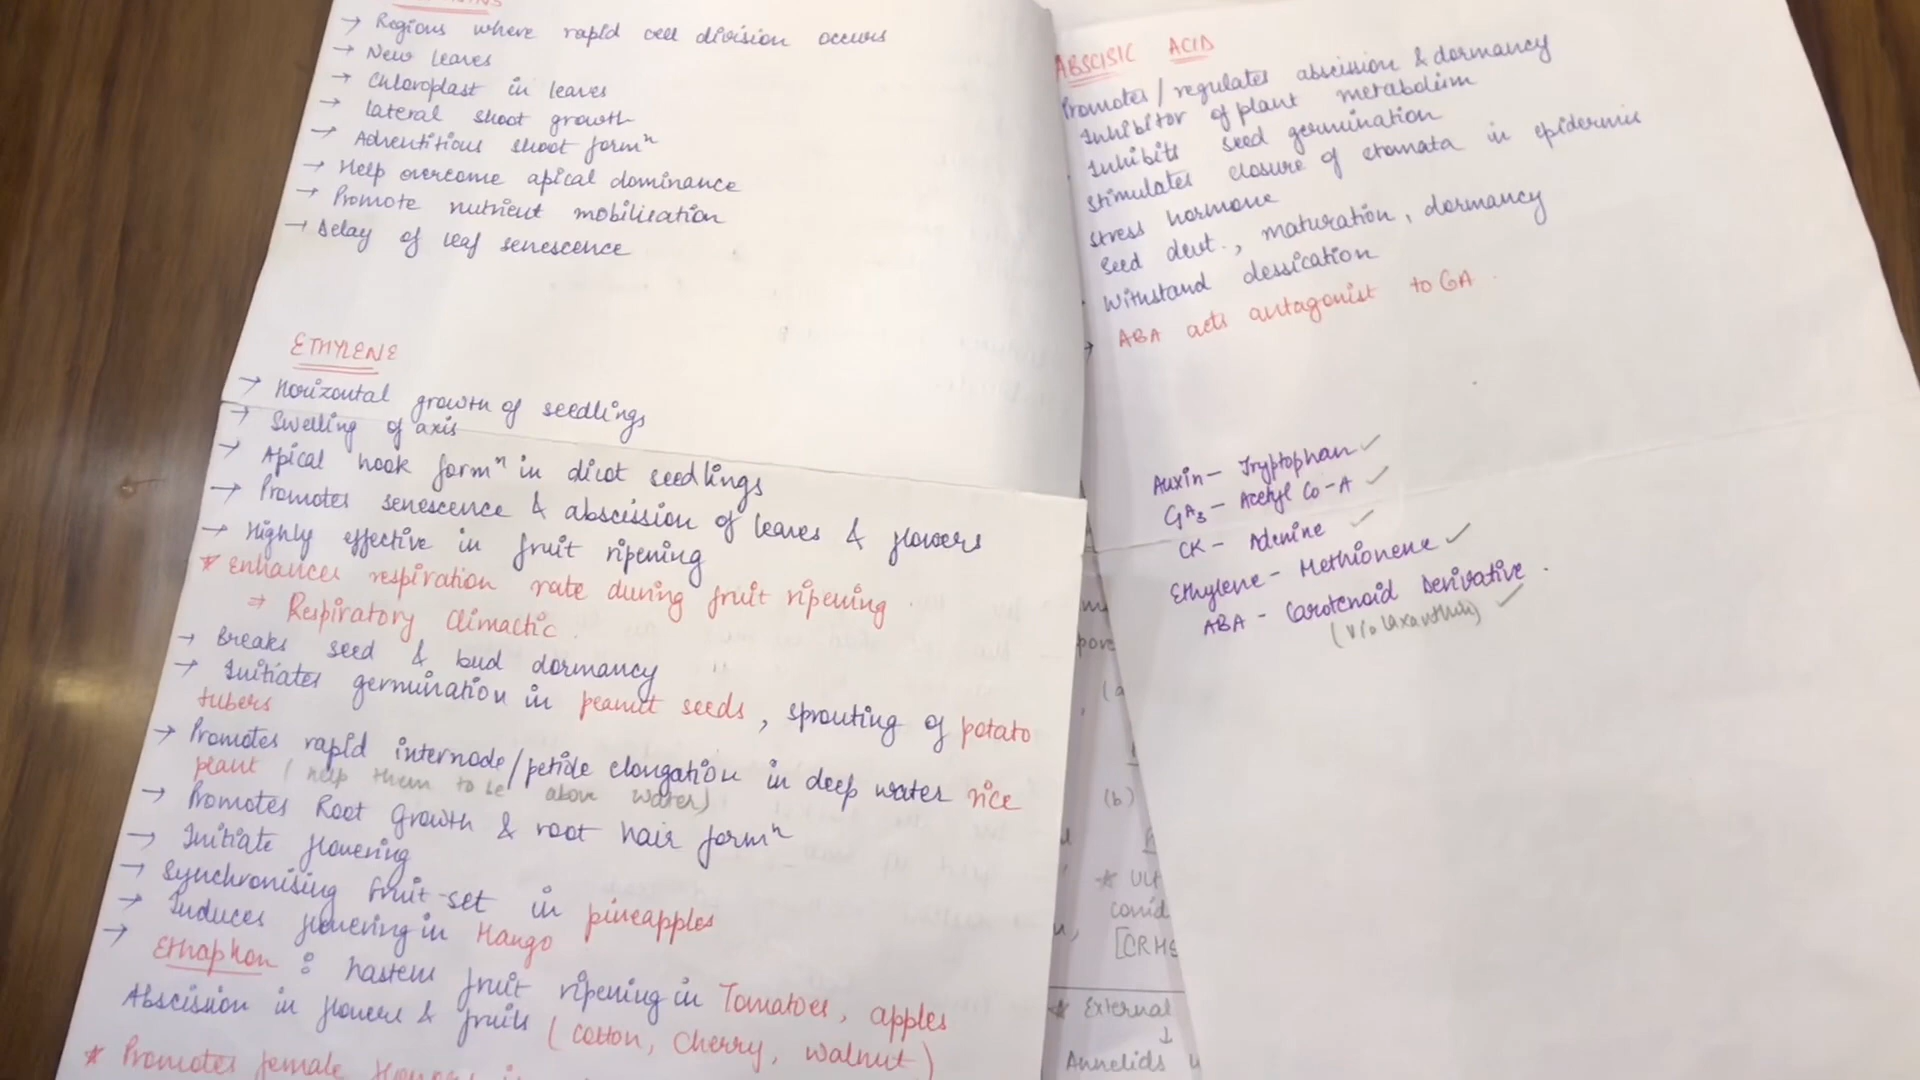 → Regions where rapid cell division occurs
→ New leaves
→ Chloroplast in leaves
→ lateral shoot growth
→ Adventitious shoot formⁿ
→ Help overcome apical dominance
→ Promote nutrient mobilisation
→ Delay of leaf senescence
ETHYLENE
→ Horizontal growth of seedlings
→ Swelling of axis
→ Apical hook formⁿ in dicot seedlings
→ Promotes senescence & abscission of leaves & flowers
→ Highly effective in fruit ripening
* enhances respiration rate during fruit ripening
⇒ Respiratory Climactic.
→ Breaks seed & bud dormancy
→ Initiates germination in peanut seeds, sprouting of potato
tubers
→ Promotes rapid internode/petiole elongation in deep water rice
plant (help them to be above water)
→ Promotes Root Growth & root hair formⁿ
→ Initiate flowering
→ Synchronising fruit-set in pineapples
→ Induces flowering in Mango
→ Ethaphon : hastens fruit ripening in Tomatoes, apples
Abscission in flowers & fruits (cotton, cherry, walnut)
* Promotes female flowers
ABSCISIC ACID
Promotes/regulates abscission & dormancy
Inhibitor of plant metabolism
Inhibits seed germination
Stimulates closure of stomata in epidermis
Stress hormone
Seed devt., maturation, dormancy
Withstand dessication
→ ABA acts antagonist to GA.
Auxin – Tryptophan ✓
GA₃ – Acetyl Co-A ✓
CK – Adenine ✓
Ethylene – Methionene ✓
ABA – Carotenoid Derivative.
(violaxanthin) ✓
(b)
covid
* External
↓
Annelids